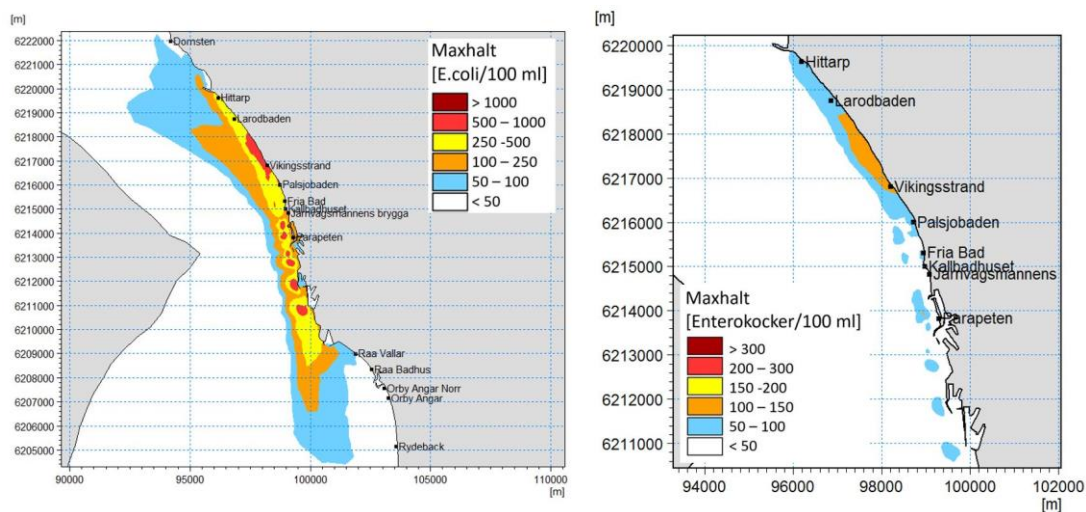 [m]
6222000
6221000
6220000
6219000
6218000
6217000
6216000
6215000
6214000
6213000
6212000
6211000
6210000
6209000
6208000
6207000
6206000
6205000
90000
95000
100000
105000
110000
[m]
Domsten
Hittarp
Larodbaden
Vikingsstrand
Palsjobaden
Fria Bad
Kallbadhuset
Jarnvagsmannens brygga
Parapeten
Raa Vallar
Raa Badhus
Orby Angar Norr
Orby Angar
Rydeback
Maxhalt
[E.coli/100 ml]
> 1000
500 – 1000
250 -500
100 – 250
50 – 100
< 50
[m]
6220000
6219000
6218000
6217000
6216000
6215000
6214000
6213000
6212000
6211000
94000
96000
98000
100000
102000
[m]
Hittarp
Larodbaden
Vikingsstrand
Palsjobaden
Fria Bad
Kallbadhuset
Jarnvagsmannens
Parapeten
Maxhalt
[Enterokocker/100 ml]
> 300
200 – 300
150 -200
100 – 150
50 – 100
< 50